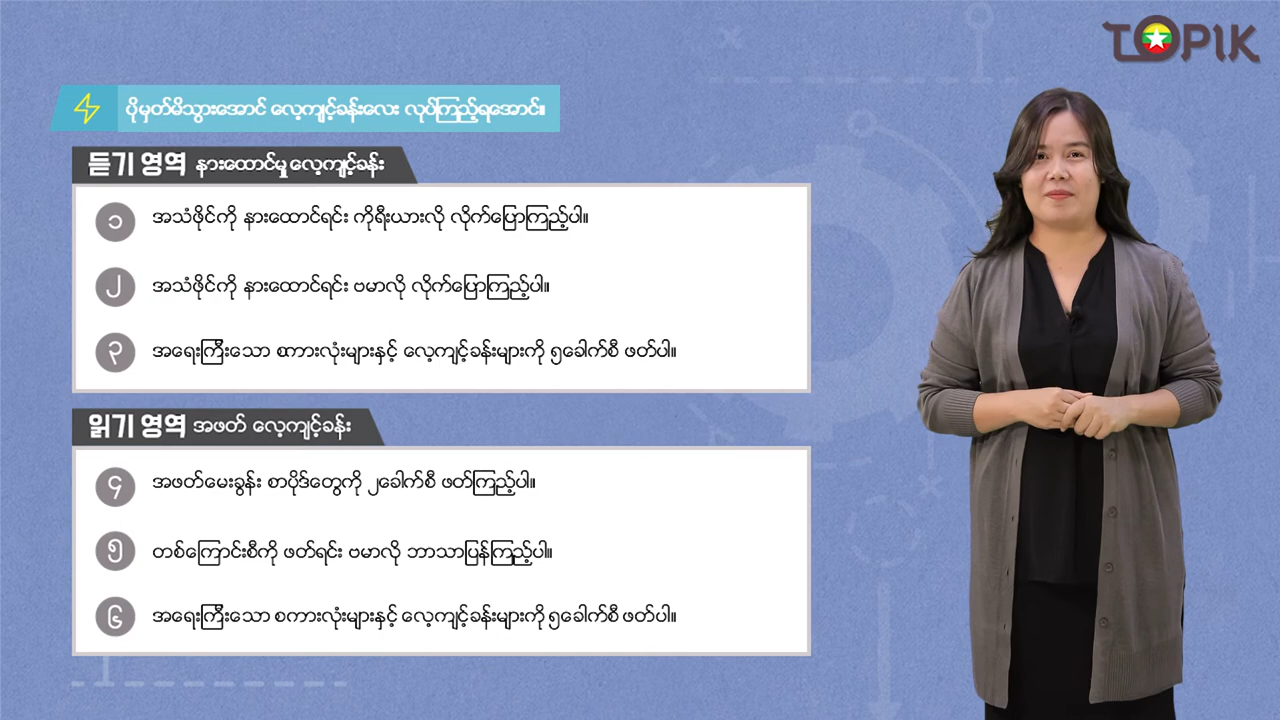 TOPIK
ပိုမှတ်မိသွားအောင် လေ့ကျင့်ခန်းလေး လုပ်ကြည့်ရအောင်။
듣기 영역 နားထောင်မှု လေ့ကျင့်ခန်း
၁ အသံဖိုင်ကို နားထောင်ရင်း ကိုရီးယားလို လိုက်ပြောကြည့်ပါ။
၂ အသံဖိုင်ကို နားထောင်ရင်း ဗမာလို လိုက်ပြောကြည့်ပါ။
၃ အရေးကြီးသော စကားလုံးများနှင့် လေ့ကျင့်ခန်းများကို ၅ခေါက်စီ ဖတ်ပါ။
읽기 영역 အဖတ် လေ့ကျင့်ခန်း
၄ အဖတ်မေးခွန်း စာပိုဒ်တွေကို ၂ခေါက်စီ ဖတ်ကြည့်ပါ။
၅ တစ်ကြောင်းစီကို ဖတ်ရင်း ဗမာလို ဘာသာပြန်ကြည့်ပါ။
၆ အရေးကြီးသော စကားလုံးများနှင့် လေ့ကျင့်ခန်းများကို ၅ခေါက်စီ ဖတ်ပါ။